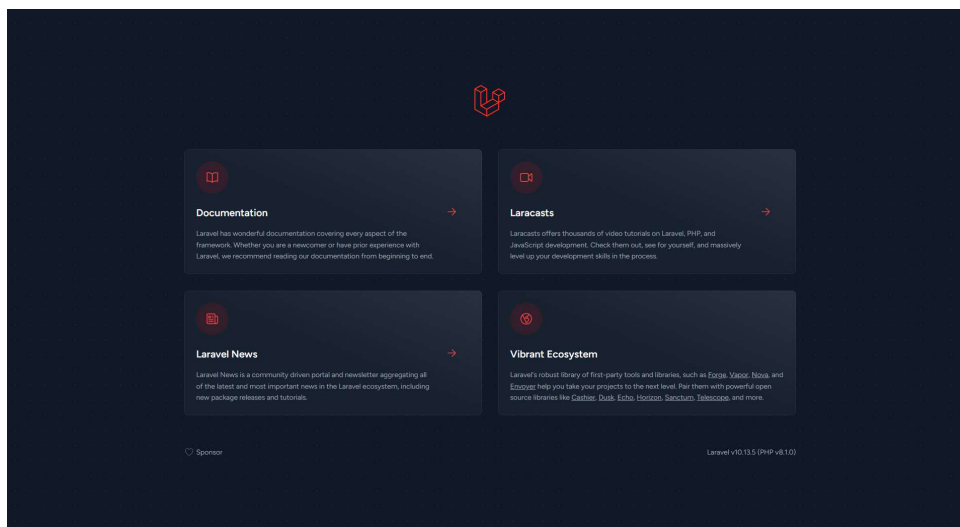 Documentation
Laravel has wonderful documentation covering every aspect of the
framework. Whether you are a newcomer or have prior experience with
Laravel, we recommend reading our documentation from beginning to end.
Laracasts
Laracasts offers thousands of video tutorials on Laravel, PHP, and
JavaScript development. Check them out, see for yourself, and massively
level up your development skills in the process.
Laravel News
Laravel News is a community driven portal and newsletter aggregating all
of the latest and most important news in the Laravel ecosystem, including
new package releases and tutorials.
Vibrant Ecosystem
Laravel's robust library of first-party tools and libraries, such as Forge, Vapor, Nova, and
Envoyer help you take your projects to the next level. Pair them with powerful open
source libraries like Cashier, Dusk, Echo, Horizon, Sanctum, Telescope, and more.
Sponsor
Laravel v10.13.5 (PHP v8.1.0)